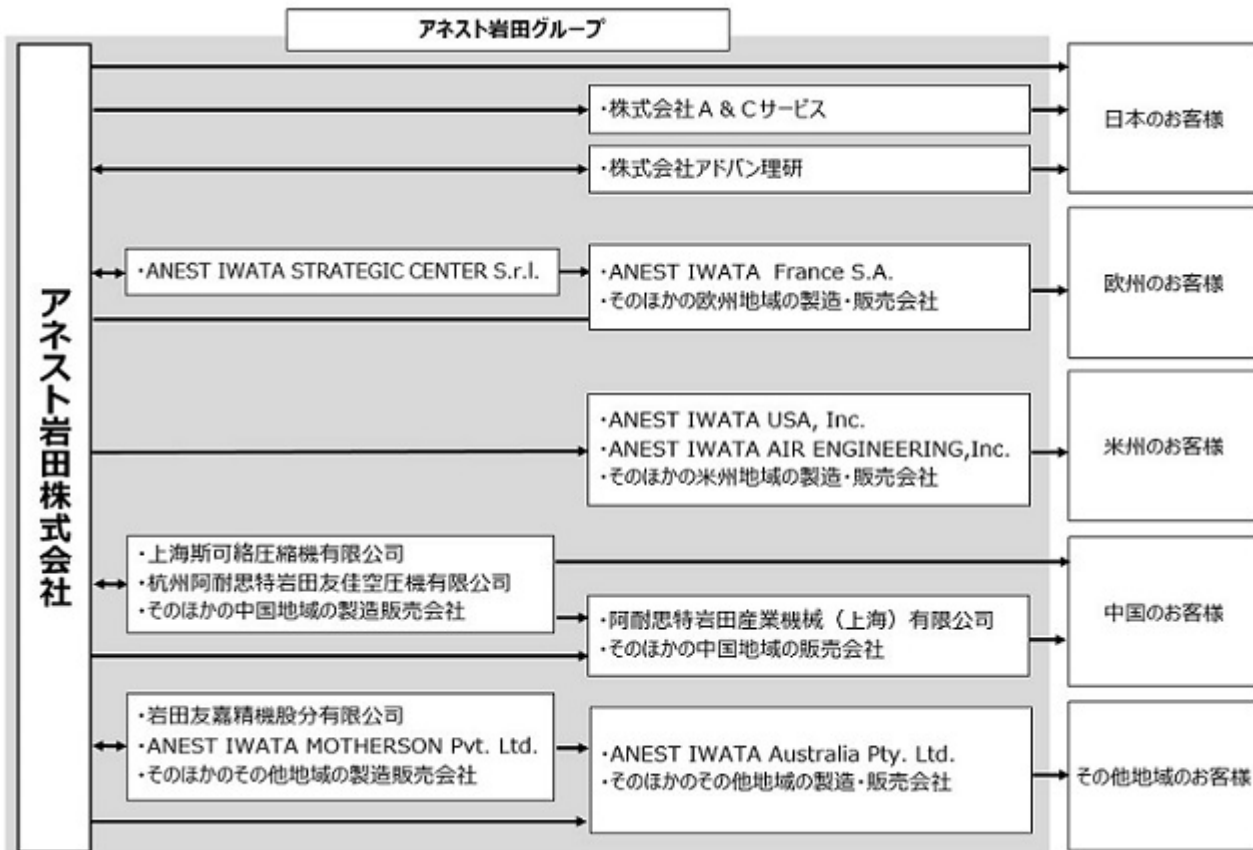 アネスト岩田グループ
アネスト岩田株式会社
・株式会社A & Cサービス
・株式会社アドバン理研
日本のお客様
・ANEST IWATA STRATEGIC CENTER S.r.l.
・ANEST IWATA France S.A.
・そのほかの欧州地域の製造・販売会社
欧州のお客様
・ANEST IWATA USA, Inc.
・ANEST IWATA AIR ENGINEERING,Inc.
・そのほかの米州地域の製造・販売会社
米州のお客様
・上海斯可絡圧縮機有限公司
・杭州阿耐思特岩田友佳空圧機有限公司
・そのほかの中国地域の製造販売会社
・阿耐思特岩田産業機械（上海）有限公司
・そのほかの中国地域の販売会社
中国のお客様
・岩田友嘉精機股分有限公司
・ANEST IWATA MOTHERSON Pvt. Ltd.
・そのほかのその他地域の製造販売会社
・ANEST IWATA Australia Pty. Ltd.
・そのほかのその他地域の製造・販売会社
その他地域のお客様